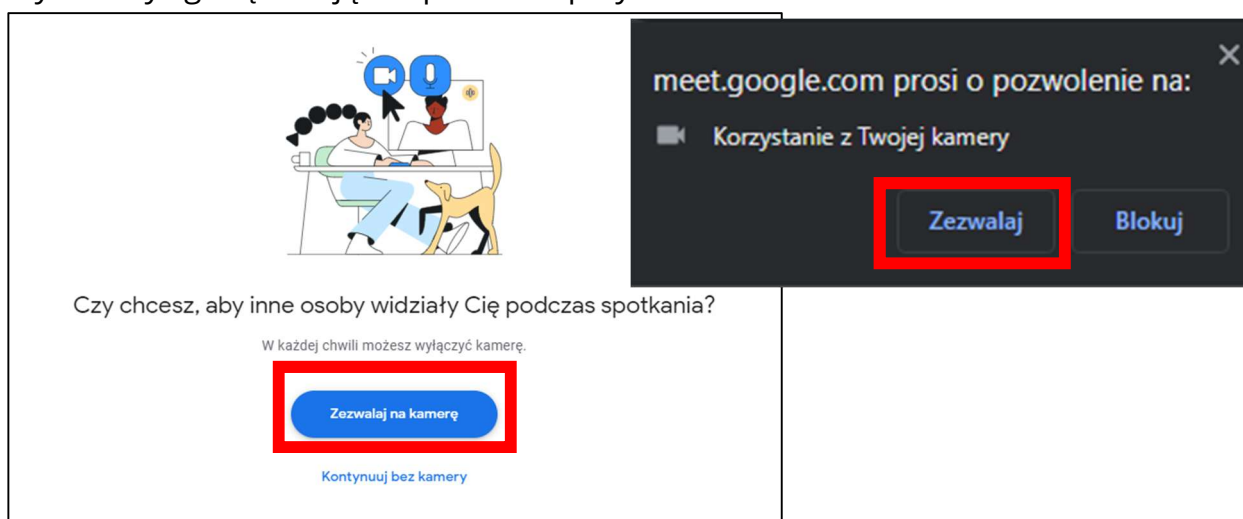 meet.google.com prosi o pozwolenie na:
Korzystanie z Twojej kamery
Zezwalaj
Blokuj
Czy chcesz, aby inne osoby widziały Cię podczas spotkania?
W każdej chwili możesz wyłączyć kamerę.
Zezwalaj na kamerę
Kontynuuj bez kamery